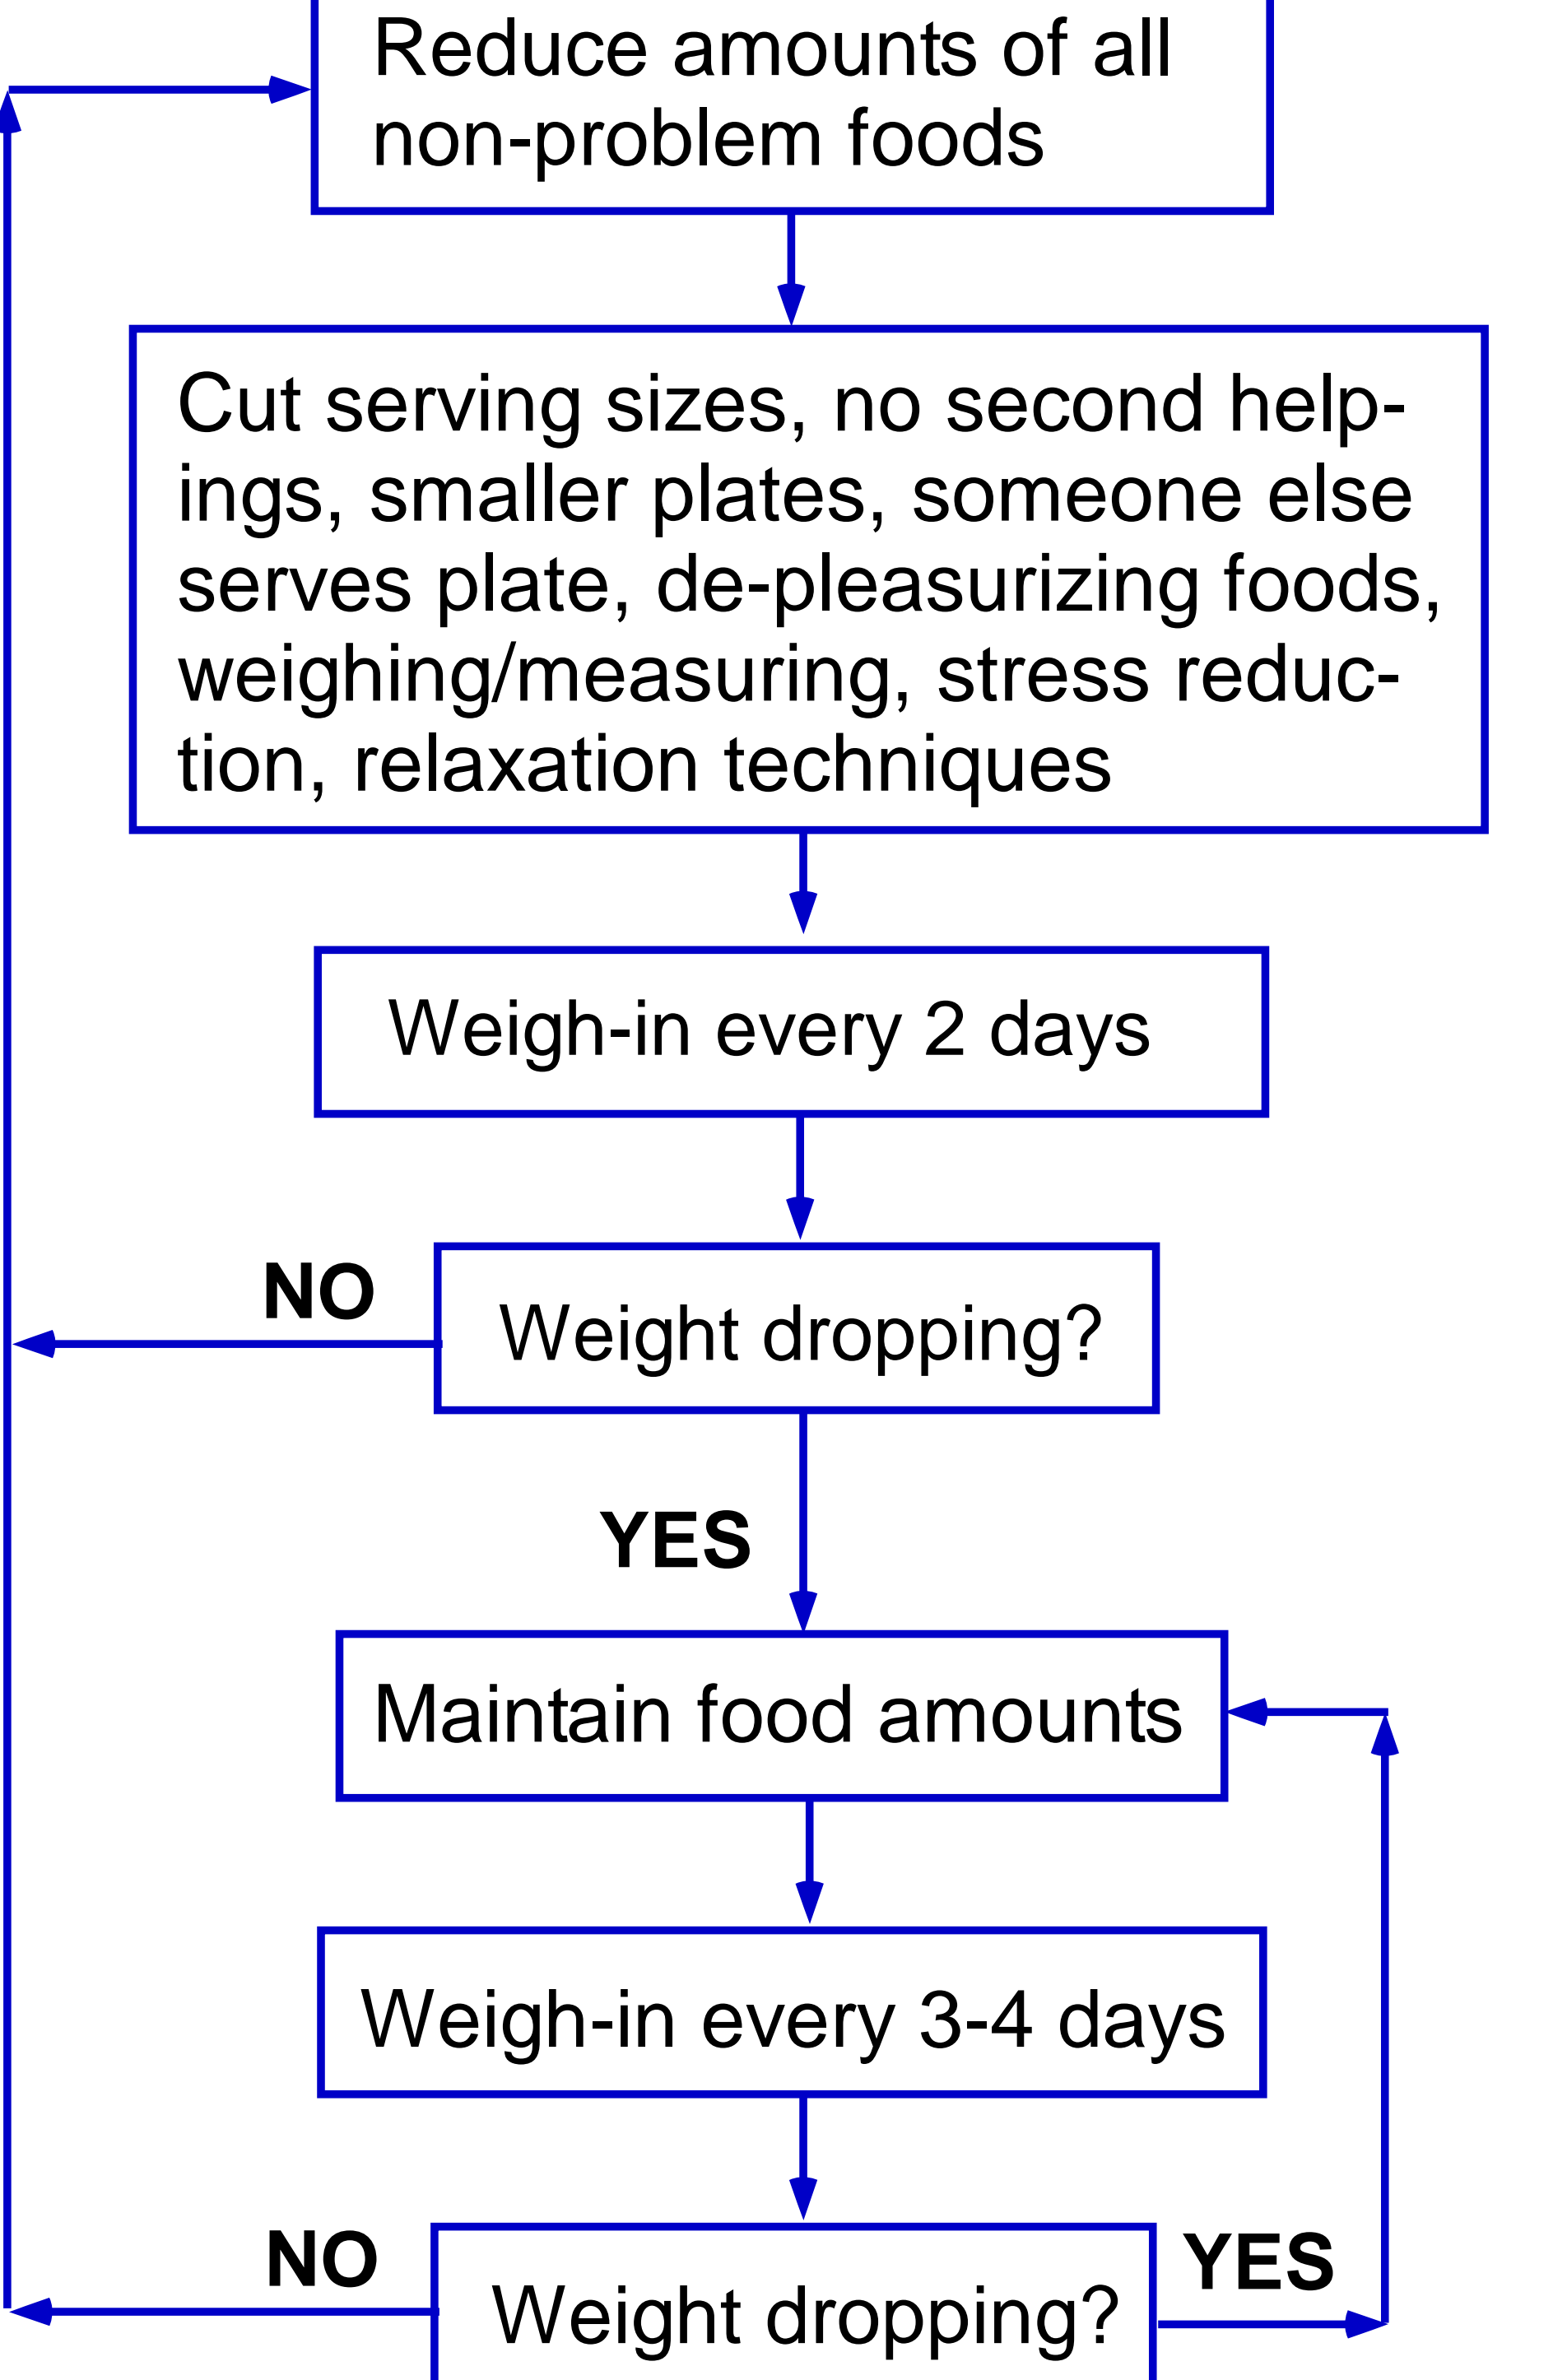 Reduce amounts of all
non-problem foods
Cut serving sizes, no second help-
ings, smaller plates, someone else
serves plate, de-pleasurizing foods,
weighing/measuring, stress reduc-
tion, relaxation techniques
Weigh-in every 2 days
NO
Weight dropping?
YES
Maintain food amounts
Weigh-in every 3-4 days
NO
YES
Weight dropping?